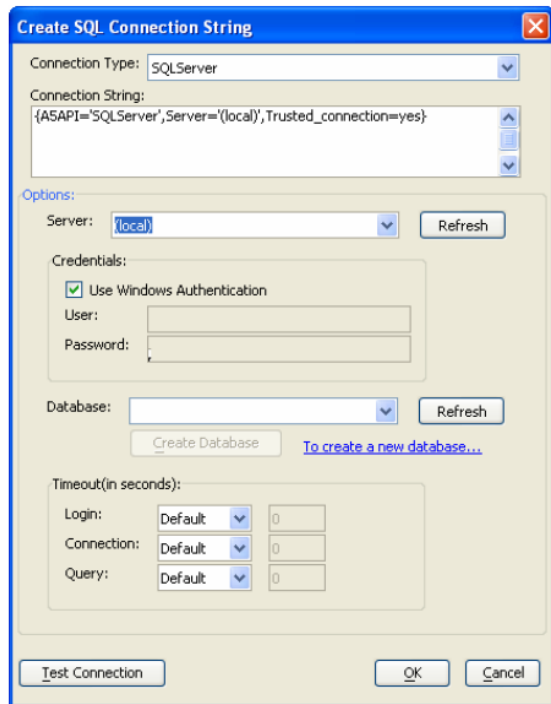 Create SQL Connection String
Connection Type: SQLServer
Connection String:
{A5API='SQLServer',Server='(local)',Trusted_connection=yes}
Options:
Server: (local) Refresh
Credentials:
Use Windows Authentication
User:
Password:
Database: Refresh
Create Database To create a new database...
Timeout(in seconds):
Login: Default 0
Connection: Default 0
Query: Default 0
Test Connection OK Cancel